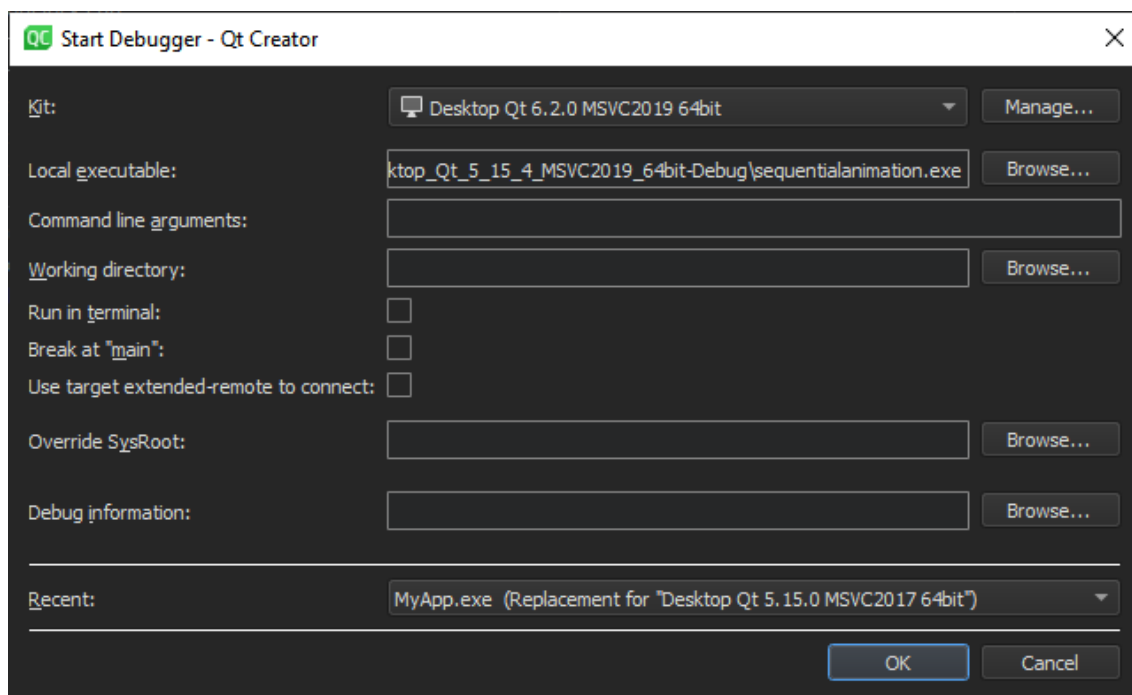 QC Start Debugger - Qt Creator
Kit: Desktop Qt 6.2.0 MSVC2019 64bit Manage...
Local executable: ktop_Qt_5_15_4_MSVC2019_64bit-Debug\sequentialanimation.exe Browse...
Command line arguments:
Working directory: Browse...
Run in terminal:
Break at "main":
Use target extended-remote to connect:
Override SysRoot: Browse...
Debug information: Browse...
Recent: MyApp.exe (Replacement for "Desktop Qt 5.15.0 MSVC2017 64bit")
OK Cancel